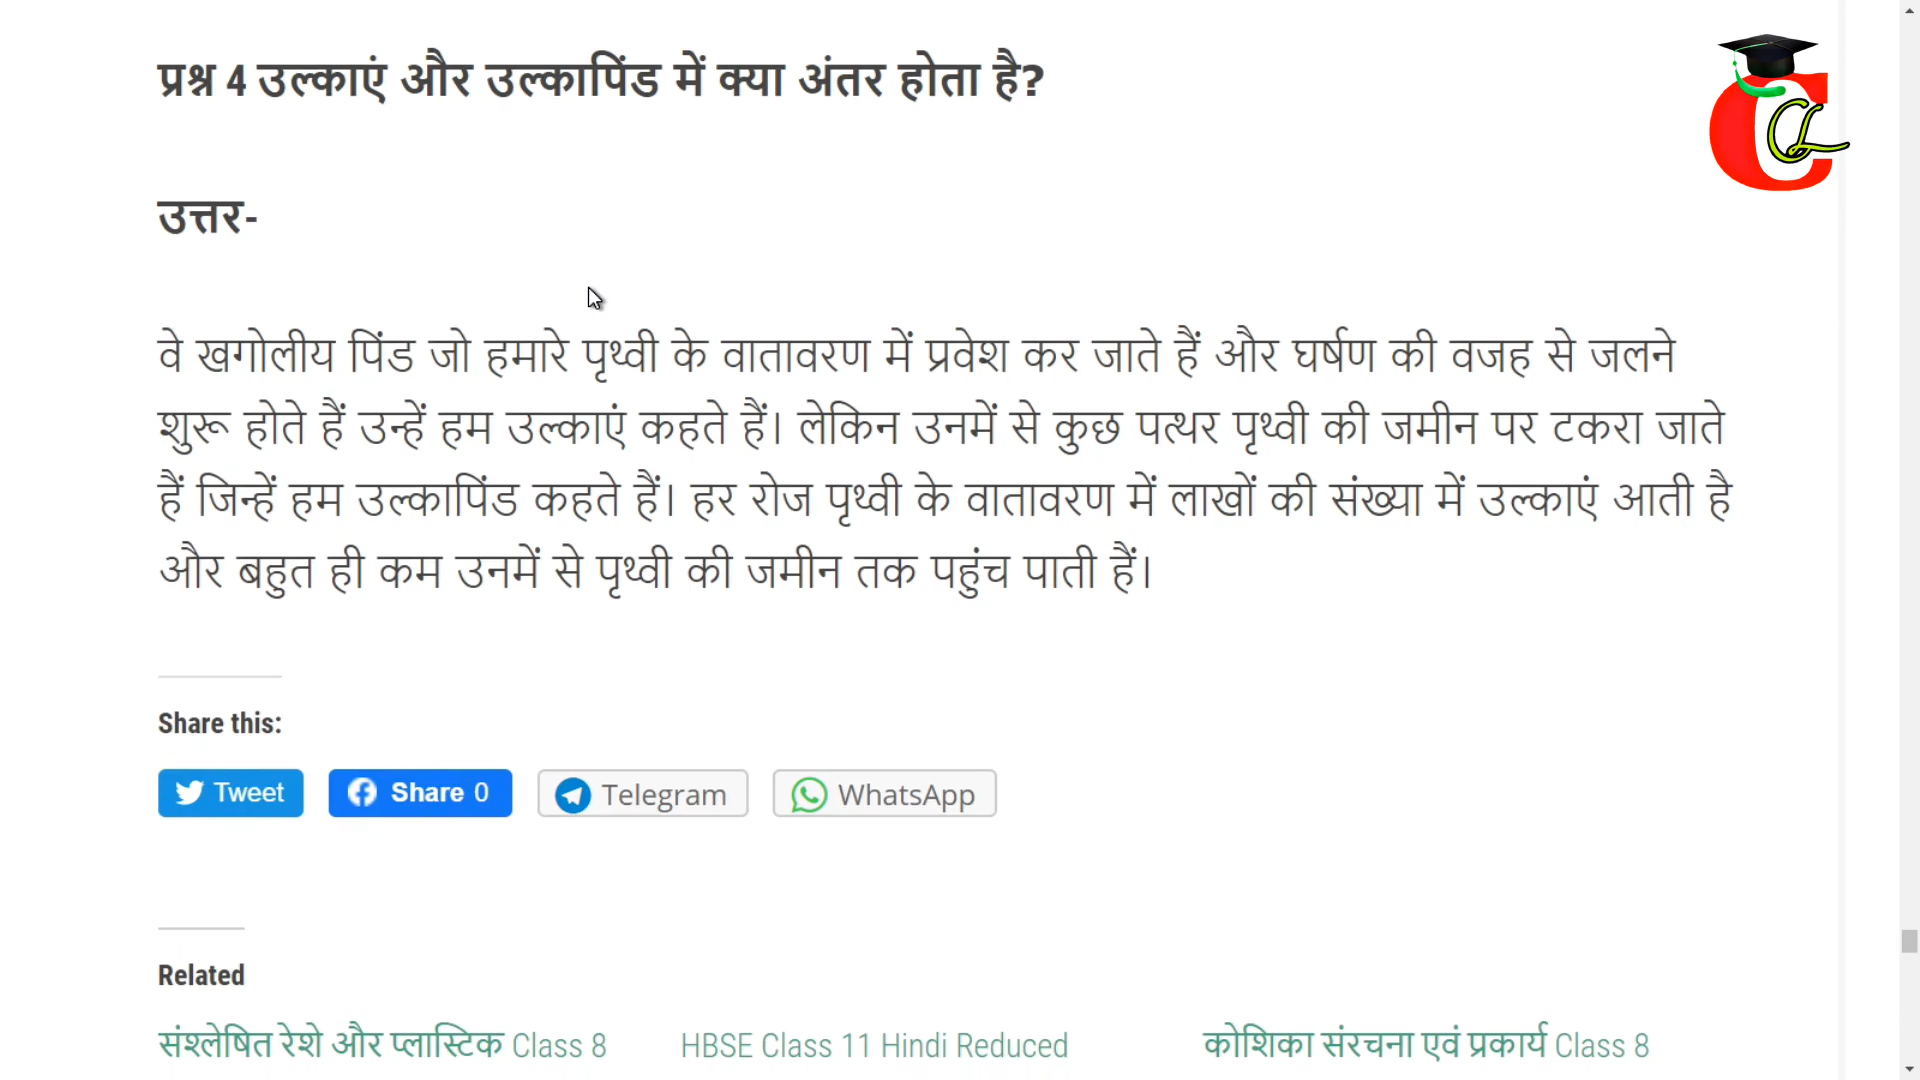 प्रश्न 4 उल्काएं और उल्कापिंड में क्या अंतर होता है?
उत्तर-
वे खगोलीय पिंड जो हमारे पृथ्वी के वातावरण में प्रवेश कर जाते हैं और घर्षण की वजह से जलने
शुरू होते हैं उन्हें हम उल्काएं कहते हैं। लेकिन उनमें से कुछ पत्थर पृथ्वी की जमीन पर टकरा जाते
हैं जिन्हें हम उल्कापिंड कहते हैं। हर रोज पृथ्वी के वातावरण में लाखों की संख्या में उल्काएं आती है
और बहुत ही कम उनमें से पृथ्वी की जमीन तक पहुंच पाती हैं।
Share this:
Tweet Share 0 Telegram WhatsApp
Related
संश्लेषित रेशे और प्लास्टिक Class 8 HBSE Class 11 Hindi Reduced कोशिका संरचना एवं प्रकार्य Class 8
CL